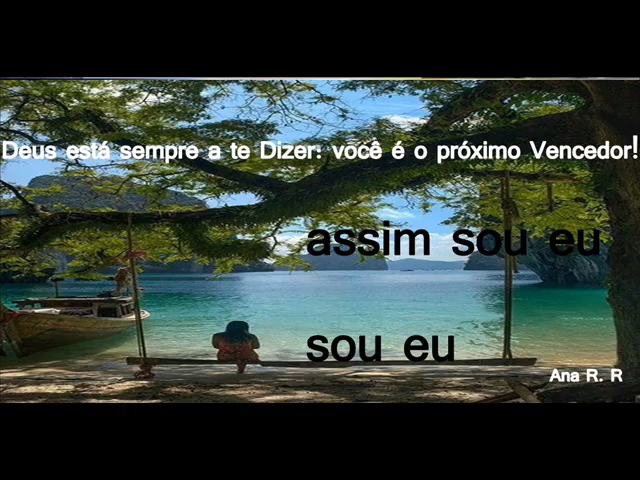 Deus está sempre a te Dizer: você é o próximo Vencedor!
assim sou eu
sou eu
Ana R. R